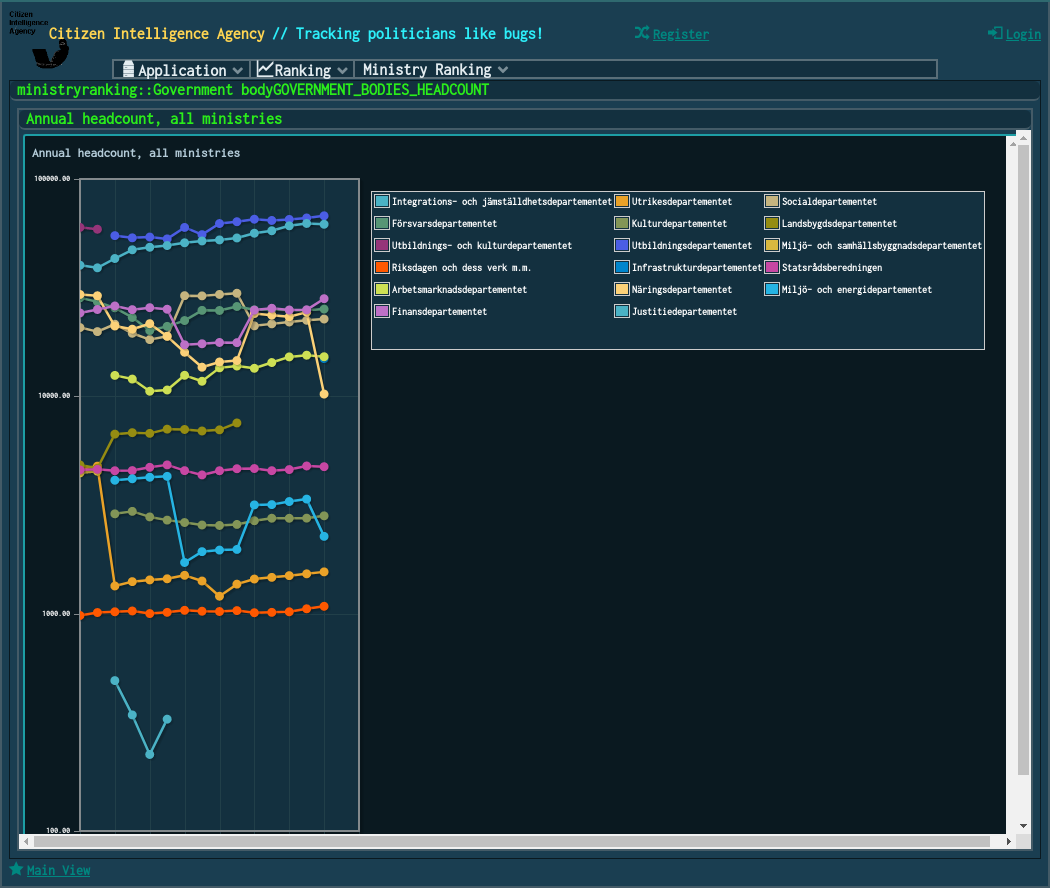 Citizen
Intelligence
Agency
Citizen Intelligence Agency // Tracking politicians like bugs!
Register
Login
Application
Ranking
Ministry Ranking
ministryranking::Government bodyGOVERNMENT_BODIES_HEADCOUNT
Annual headcount, all ministries
Annual headcount, all ministries
100000.00
10000.00
1000.00
100.00
Integrations- och jämställdhetsdepartementet
Utrikesdepartementet
Socialdepartementet
Försvarsdepartementet
Kulturdepartementet
Landsbygdsdepartementet
Utbildnings- och kulturdepartementet
Utbildningsdepartementet
Miljö- och samhällsbyggnadsdepartementet
Riksdagen och dess verk m.m.
Infrastrukturdepartementet
Statsrådsberedningen
Arbetsmarknadsdepartementet
Näringsdepartementet
Miljö- och energidepartementet
Finansdepartementet
Justitiedepartementet
Main View